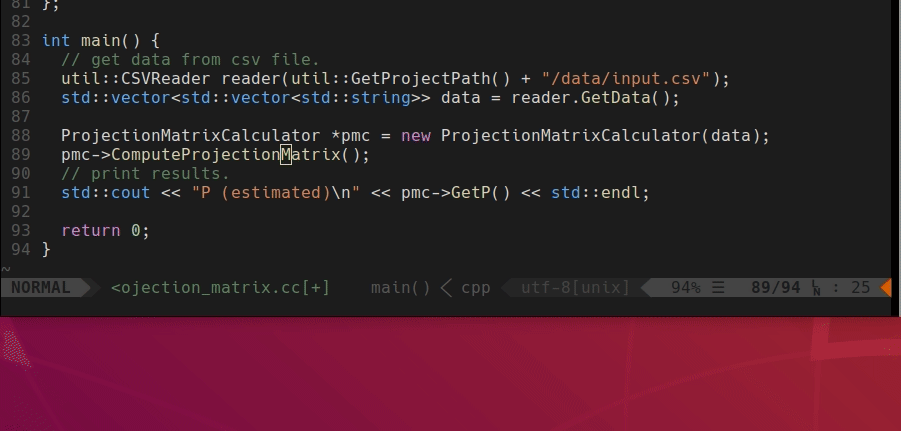 81 };
82
83 int main() {
84   // get data from csv file.
85   util::CSVReader reader(util::GetProjectPath() + "/data/input.csv");
86   std::vector<std::vector<std::string>> data = reader.GetData();
87
88   ProjectionMatrixCalculator *pmc = new ProjectionMatrixCalculator(data);
89   pmc->ComputeProjectionMatrix();
90   // print results.
91   std::cout << "P (estimated)\n" << pmc->GetP() << std::endl;
92
93   return 0;
94 }
~
NORMAL <ojection_matrix.cc[+] main() < cpp utf-8[unix] 94% ☰ 89/94 ㏑ : 25